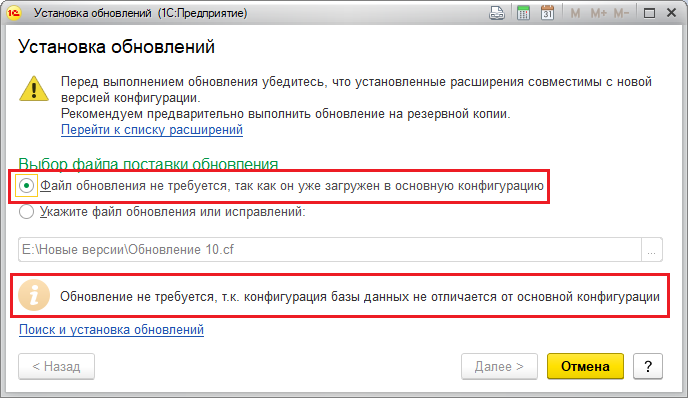 1С Установка обновлений (1С:Предприятие) 31 M M+ M-
Установка обновлений
Перед выполнением обновления убедитесь, что установленные расширения совместимы с новой
версией конфигурации.
Рекомендуем предварительно выполнить обновление на резервной копии.
Перейти к списку расширений
Выбор файла поставки обновления
Файл обновления не требуется, так как он уже загружен в основную конфигурацию
Укажите файл обновления или исправлений:
E:\Новые версии\Обновление 10.cf ...
Обновление не требуется, т.к. конфигурация базы данных не отличается от основной конфигурации
Поиск и установка обновлений
< Назад Далее > Отмена ?